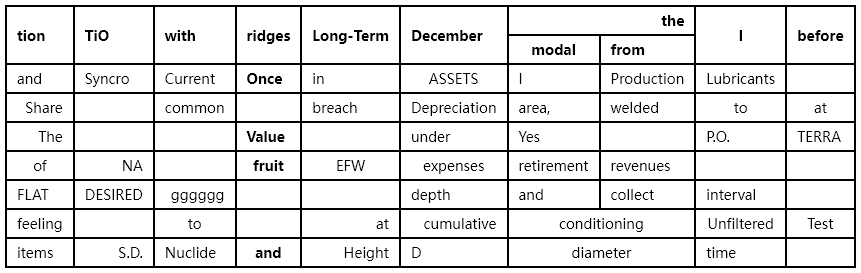 tion TiO with ridges Long-Term December the I before
modal from
and Syncro Current Once in ASSETS I Production Lubricants
Share common breach Depreciation area, welded to at
The Value under Yes P.O. TERRA
of NA fruit EFW expenses retirement revenues
FLAT DESIRED gggggg depth and collect interval
feeling to at cumulative conditioning Unfiltered Test
items S.D. Nuclide and Height D diameter time